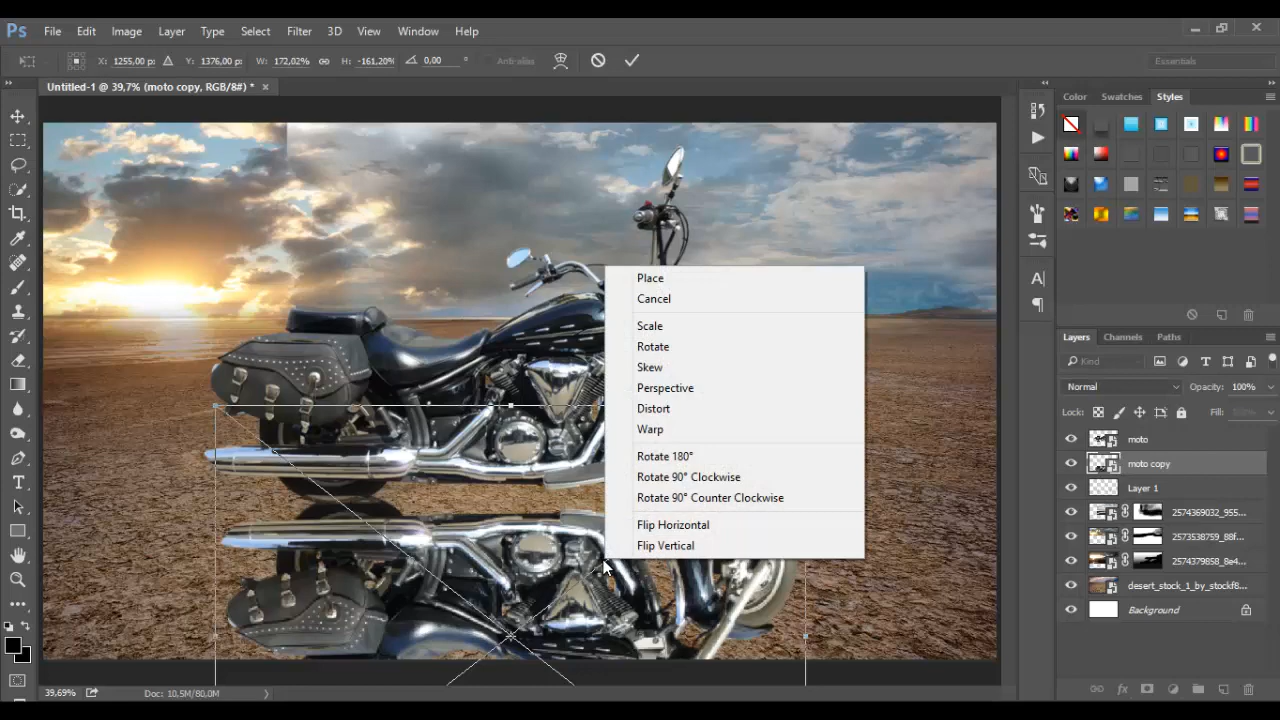 Ps File Edit Image Layer Type Select Filter 3D View Window Help
X: 1255,00 p: Y: 1376,00 p: W: 172,02% H: -161,20% 0,00 ° Anti-alias Essentials
Untitled-1 @ 39,7% (moto copy, RGB/8#) *
Color Swatches Styles
Place
Cancel
Scale
Rotate
Skew
Perspective
Distort
Warp
Rotate 180°
Rotate 90° Clockwise
Rotate 90° Counter Clockwise
Flip Horizontal
Flip Vertical
Layers Channels Paths
Kind
Normal Opacity: 100%
Lock: Fill: 100%
moto
moto copy
Layer 1
2574369032_955...
2573538759_88f...
2574379858_8e4...
desert_stock_1_by_stockf8...
Background
39,69% Doc: 10,5M/80,0M